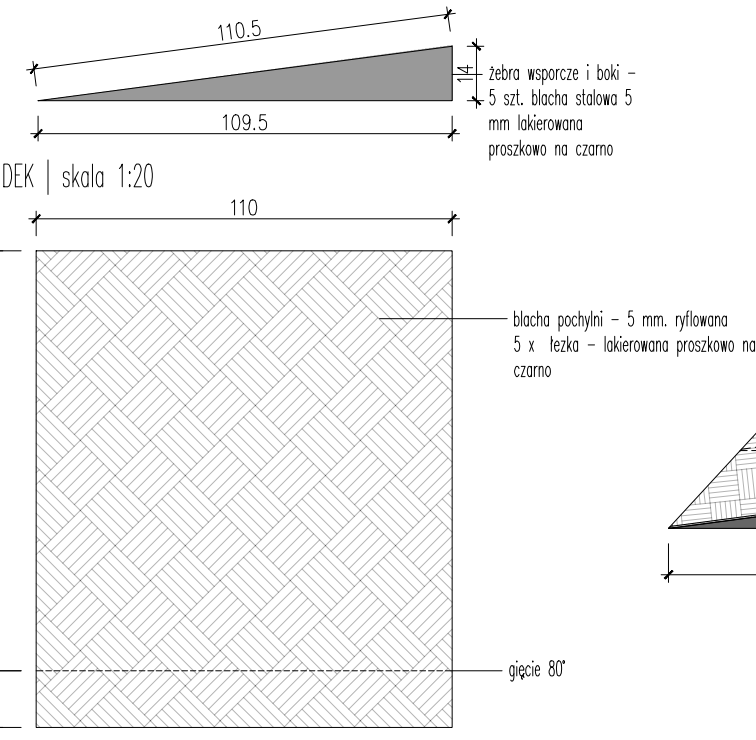 110.5
14
żebra wsporcze i boki –
5 szt. blacha stalowa 5
mm lakierowana
proszkowo na czarno
109.5
DEK | skala 1:20
110
blacha pochylni – 5 mm. ryflowana
5 x łezka – lakierowana proszkowo na
czarno
gięcie 80°